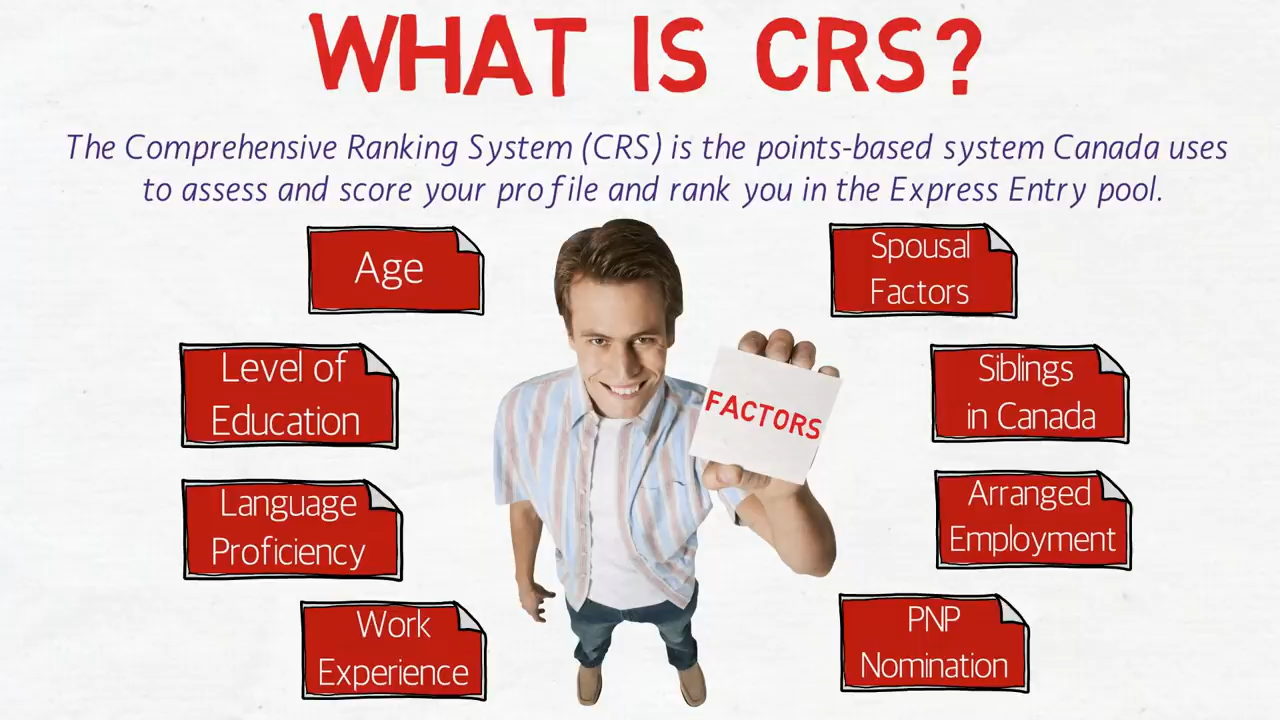 WHAT IS CRS?
The Comprehensive Ranking System (CRS) is the points-based system Canada uses
to assess and score your profile and rank you in the Express Entry pool.
Age
Level of
Education
Language
Proficiency
Work
Experience
FACTORS
Spousal
Factors
Siblings
in Canada
Arranged
Employment
PNP
Nomination